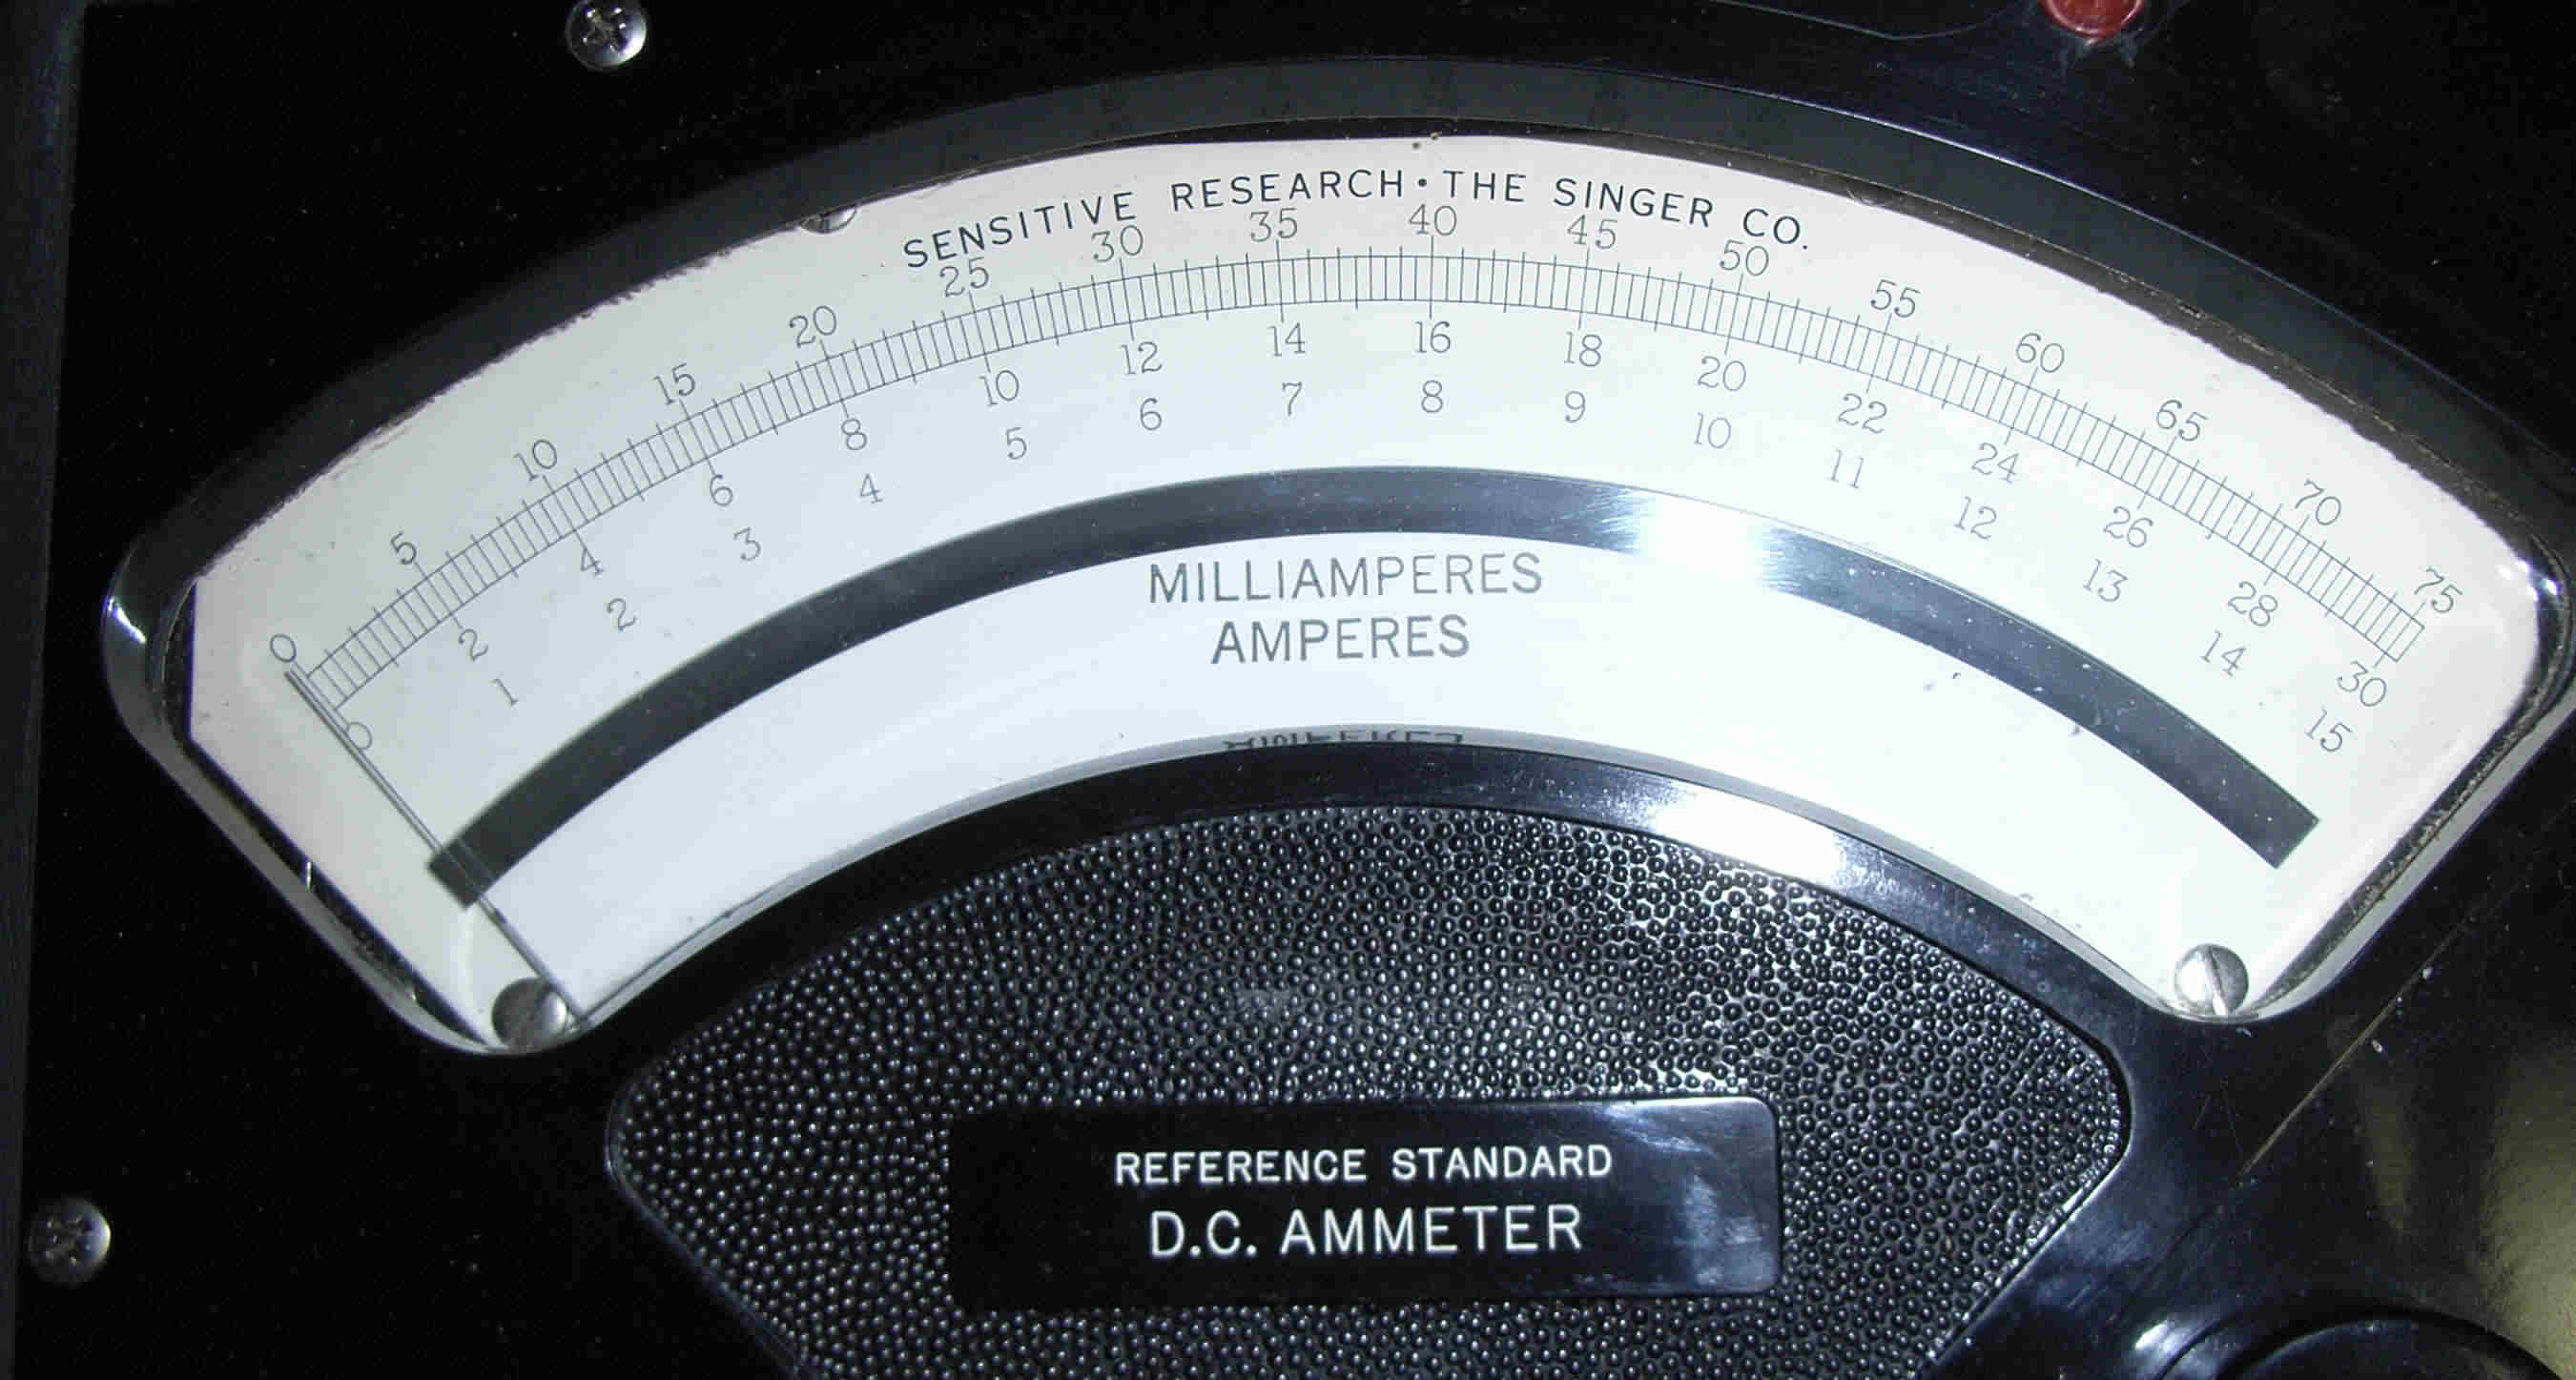 SENSITIVE RESEARCH • THE SINGER CO.
0 5 10 15 20 25 30 35 40 45 50 55 60 65 70 75
0 2 4 6 8 10 12 14 16 18 20 22 24 26 28 30
1 2 3 4 5 6 7 8 9 10 11 12 13 14 15
MILLIAMPERES
AMPERES
REFERENCE STANDARD
D.C. AMMETER